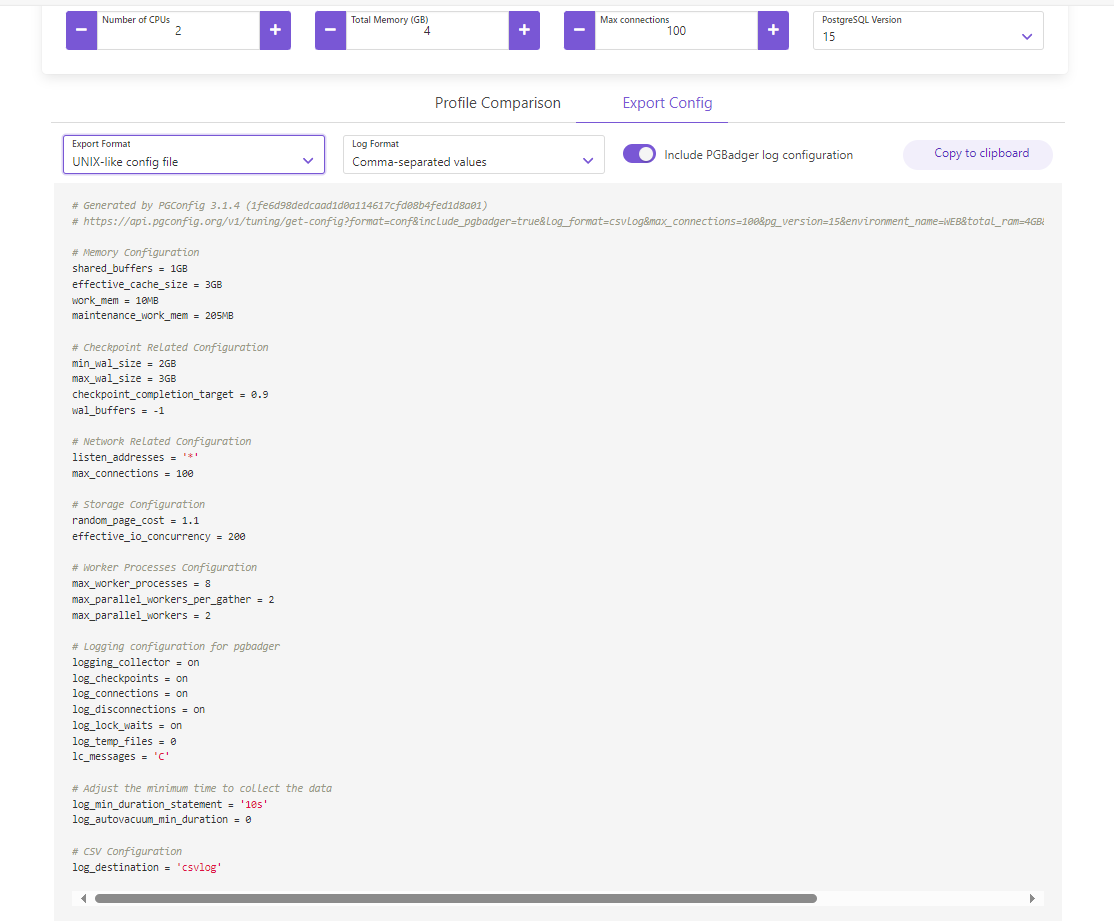 Number of CPUs
− 2 +
Total Memory (GB)
− 4 +
Max connections
− 100 +
PostgreSQL Version
15
Profile Comparison
Export Config
Export Format
UNIX-like config file
Log Format
Comma-separated values
Include PGBadger log configuration
Copy to clipboard
# Generated by PGConfig 3.1.4 (1fe6d98dedcaad1d0a114617cfd08b4fed1d8a01)
# https://api.pgconfig.org/v1/tuning/get-config?format=conf&include_pgbadger=true&log_format=csvlog&max_connections=100&pg_version=15&environment_name=WEB&total_ram=4GB&
# Memory Configuration
shared_buffers = 1GB
effective_cache_size = 3GB
work_mem = 10MB
maintenance_work_mem = 205MB
# Checkpoint Related Configuration
min_wal_size = 2GB
max_wal_size = 3GB
checkpoint_completion_target = 0.9
wal_buffers = -1
# Network Related Configuration
listen_addresses = '*'
max_connections = 100
# Storage Configuration
random_page_cost = 1.1
effective_io_concurrency = 200
# Worker Processes Configuration
max_worker_processes = 8
max_parallel_workers_per_gather = 2
max_parallel_workers = 2
# Logging configuration for pgbadger
logging_collector = on
log_checkpoints = on
log_connections = on
log_disconnections = on
log_lock_waits = on
log_temp_files = 0
lc_messages = 'C'
# Adjust the minimum time to collect the data
log_min_duration_statement = '10s'
log_autovacuum_min_duration = 0
# CSV Configuration
log_destination = 'csvlog'